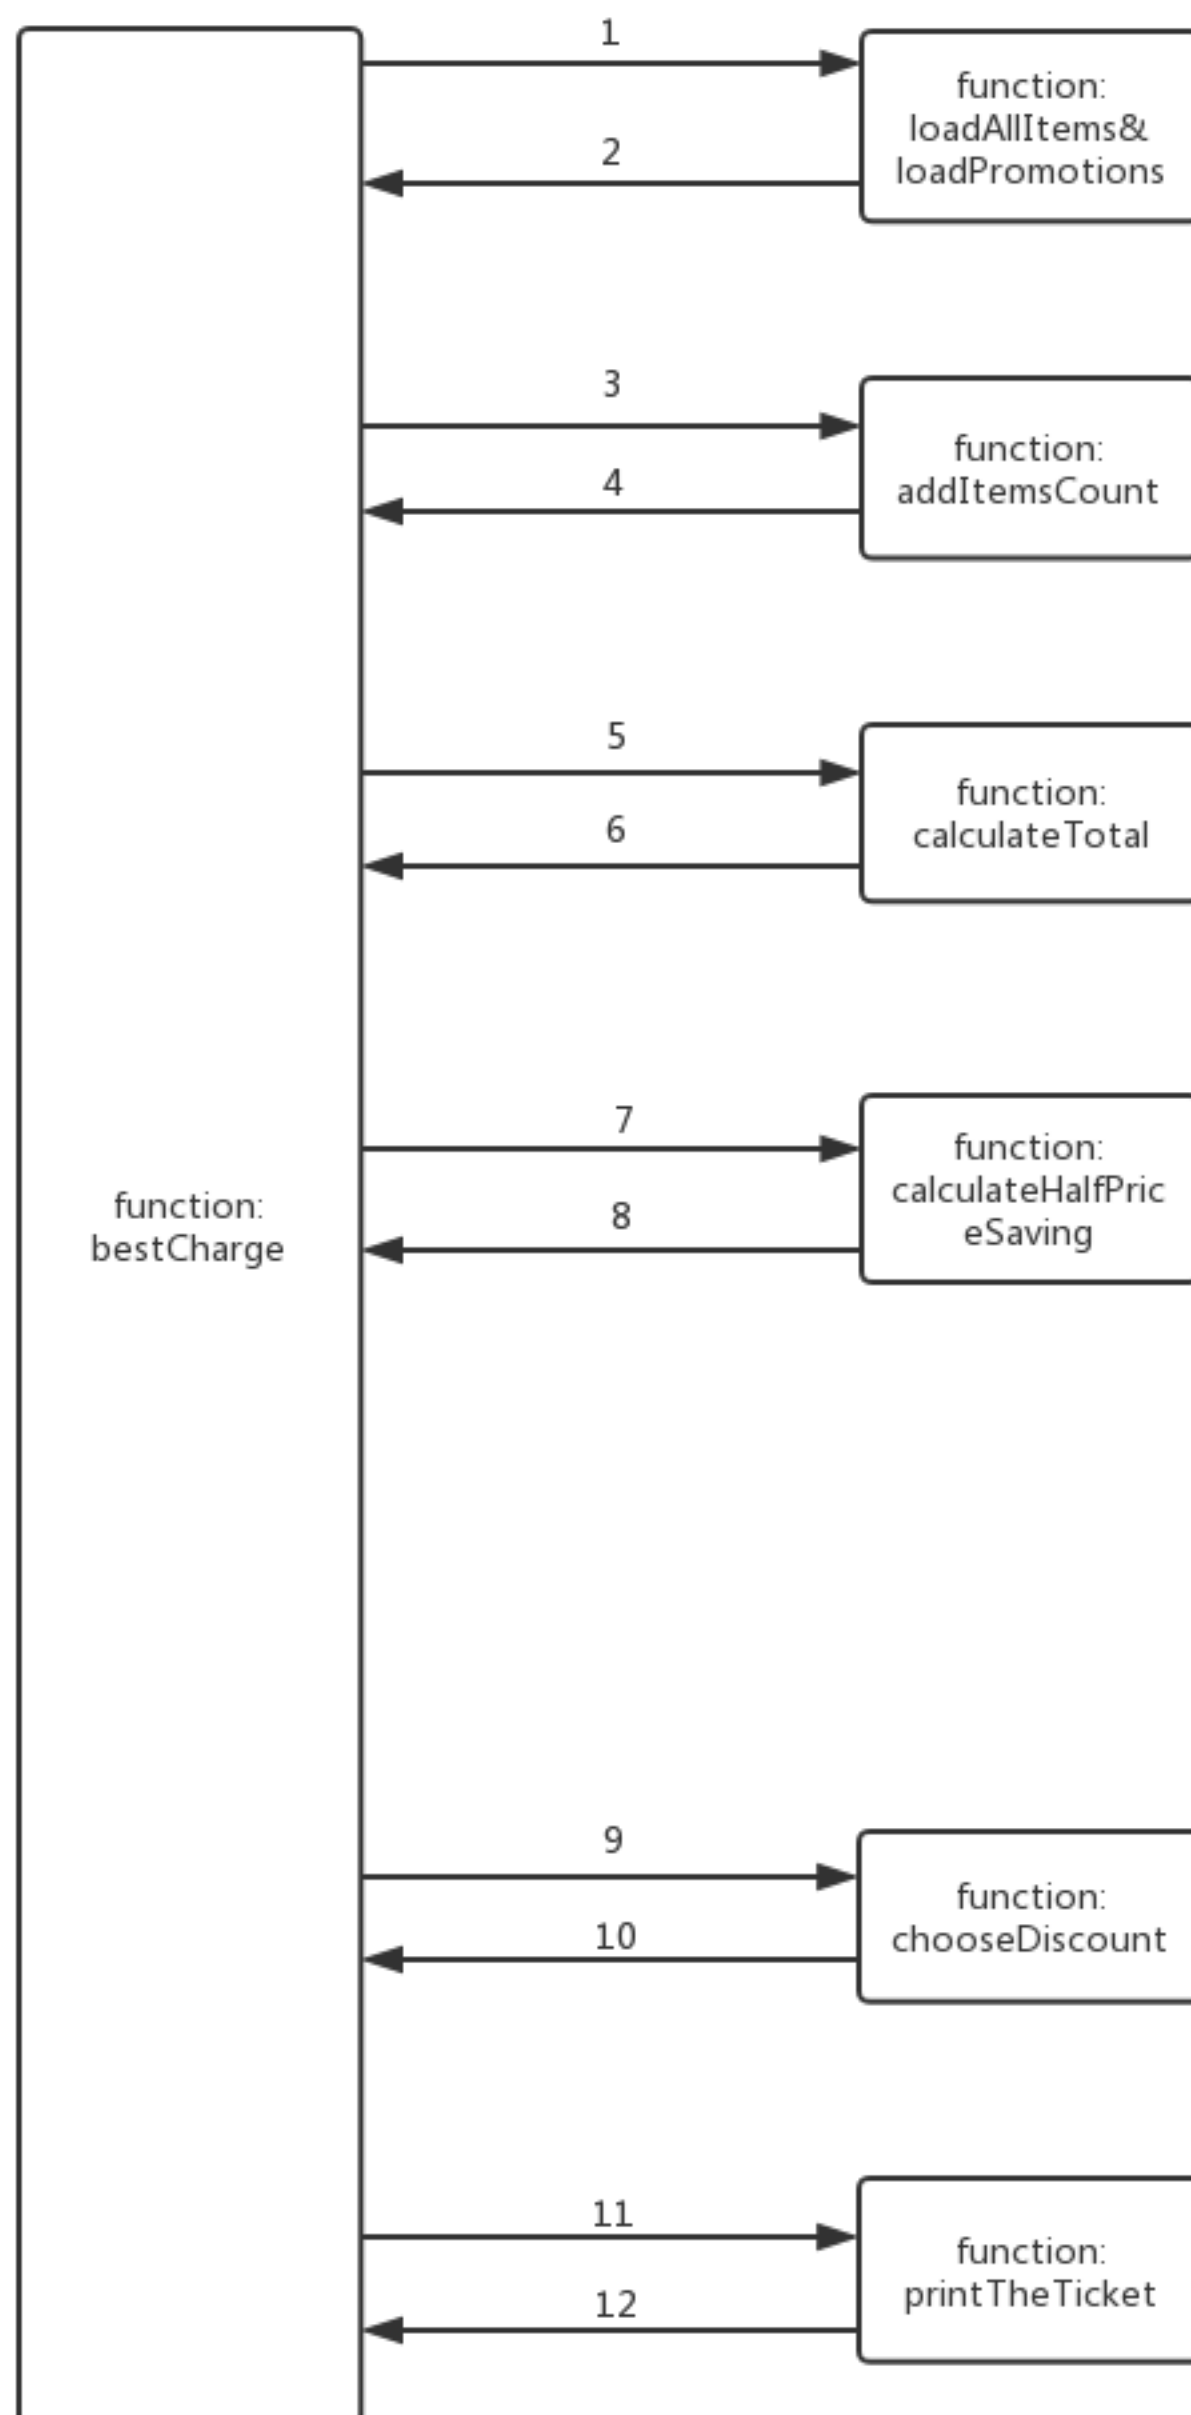 1
function:
loadAllItems&
loadPromotions
2
3
function:
addItemsCount
4
5
function:
calculateTotal
6
7
function:
calculateHalfPric
eSaving
8
function:
bestCharge
9
function:
chooseDiscount
10
11
function:
printTheTicket
12